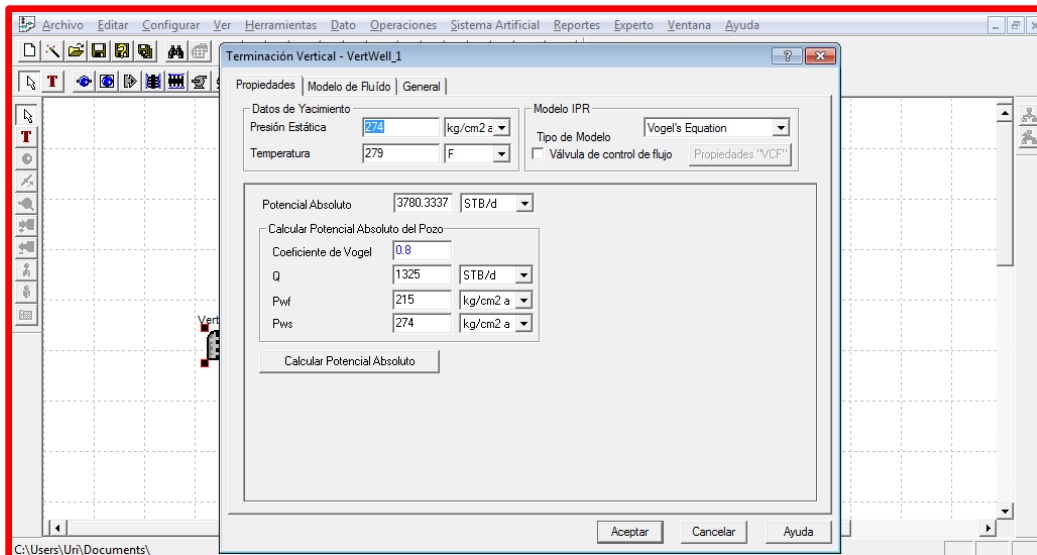 Archivo Editar Configurar Ver Herramientas Dato Operaciones Sistema Artificial Reportes Experto Ventana Ayuda
Terminación Vertical - VertWell_1
Propiedades Modelo de Fluído General
Datos de Yacimiento
Presión Estática 274 kg/cm2 a
Temperatura 279 F
Modelo IPR
Tipo de Modelo Vogel's Equation
Válvula de control de flujo Propiedades "VCF"
Potencial Absoluto 3780.3337 STB/d
Calcular Potencial Absoluto del Pozo
Coeficiente de Vogel 0.8
Q 1325 STB/d
Pwf 215 kg/cm2 a
Pws 274 kg/cm2 a
Calcular Potencial Absoluto
Vert
T
T
Aceptar Cancelar Ayuda
C:\Users\Uri\Documents\